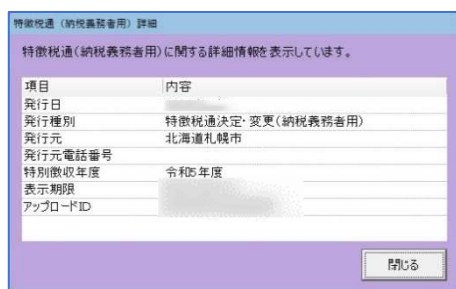 特徴税通（納税義務者用）詳細
特徴税通（納税義務者用）に関する詳細情報を表示しています。
項目 内容
発行日
発行種別 特徴税通決定・変更（納税義務者用）
発行元 北海道札幌市
発行元電話番号
特別徴収年度 令和5年度
表示期限
アップロードID
閉じる